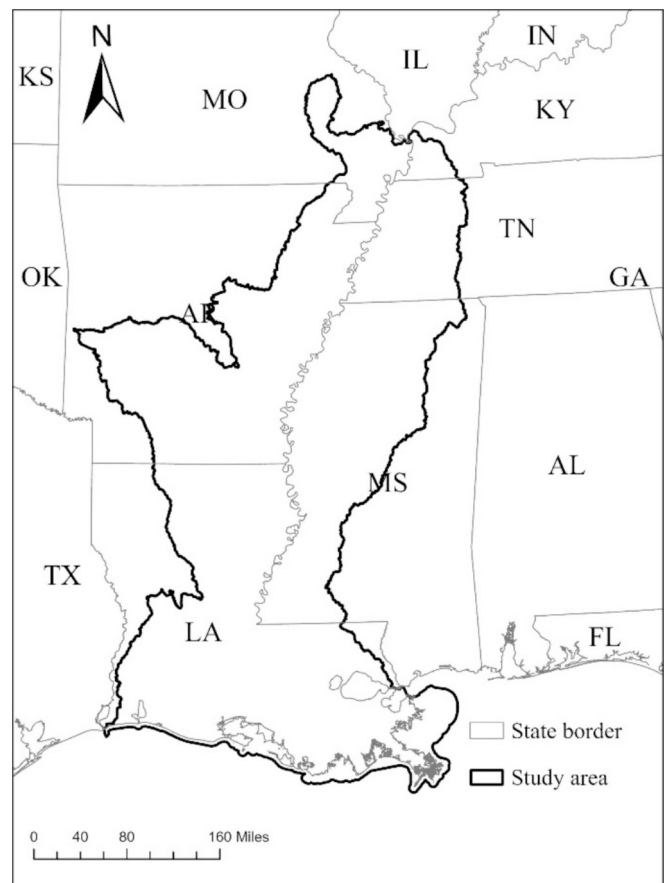 N
IN
IL
KS
MO
KY
TN
OK
GA
AR
MS
AL
TX
LA
FL
State border
Study area
0 40 80 160 Miles